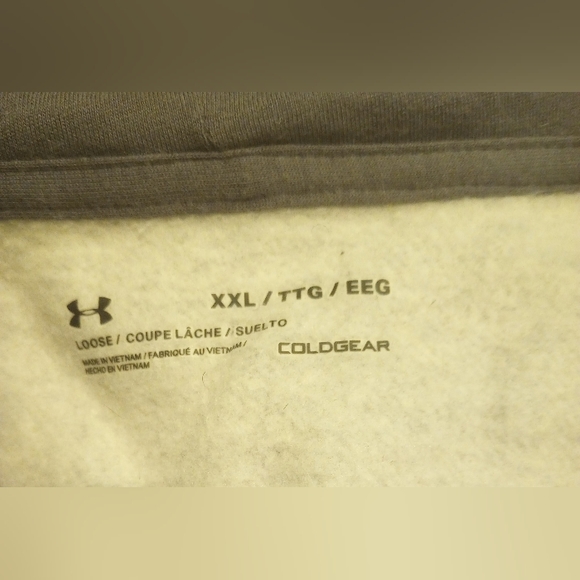 XXL / TTG / EEG
LOOSE / COUPE LÂCHE / SUELTO
MADE IN VIETNAM / FABRIQUÉ AU VIETNAM /
HECHO EN VIETNAM
COLDGEAR